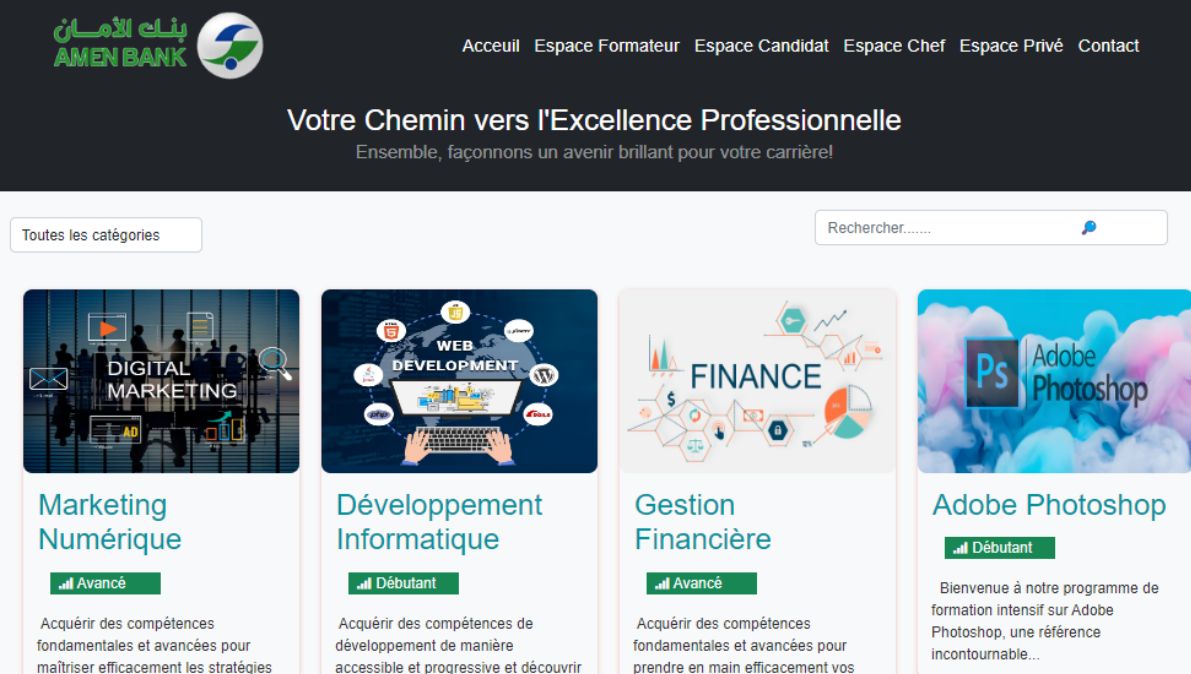 بنك الأمان
AMEN BANK
Acceuil Espace Formateur Espace Candidat Espace Chef Espace Privé Contact
Votre Chemin vers l'Excellence Professionnelle
Ensemble, façonnons un avenir brillant pour votre carrière!
Toutes les catégories
Rechercher.......
DIGITAL
MARKETING
AD
WEB
DEVELOPMENT
HTML
JS
php
FINANCE
$
Ps
Adobe
Photoshop
Marketing
Numérique
Avancé
Acquérir des compétences
fondamentales et avancées pour
maîtriser efficacement les stratégies
Développement
Informatique
Débutant
Acquérir des compétences de
développement de manière
accessible et progressive et découvrir
Gestion
Financière
Avancé
Acquérir des compétences
fondamentales et avancées pour
prendre en main efficacement vos
Adobe Photoshop
Débutant
Bienvenue à notre programme de
formation intensif sur Adobe
Photoshop, une référence
incontournable...